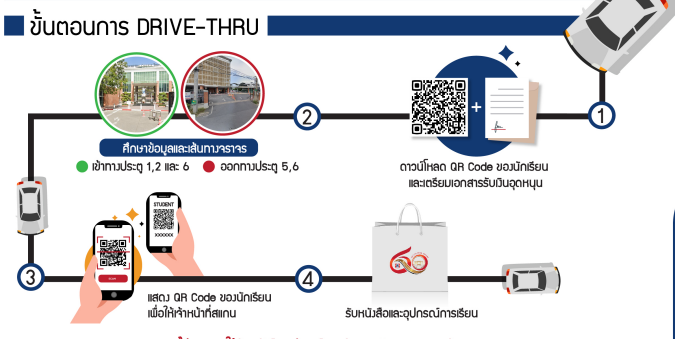 ขั้นตอนการ DRIVE-THRU
1
ดาวน์โหลด QR Code ของนักเรียน
และเตรียมเอกสารรับเงินอุดหนุน
2
ศึกษาข้อมูลและเส้นทางจราจร
เข้าทางประตู 1,2 และ 6
ออกทางประตู 5,6
3
STUDENT
XXXXXX
แสดง QR Code ของนักเรียน
เพื่อให้เจ้าหน้าที่สแกน
4
60
รับหนังสือและอุปกรณ์การเรียน